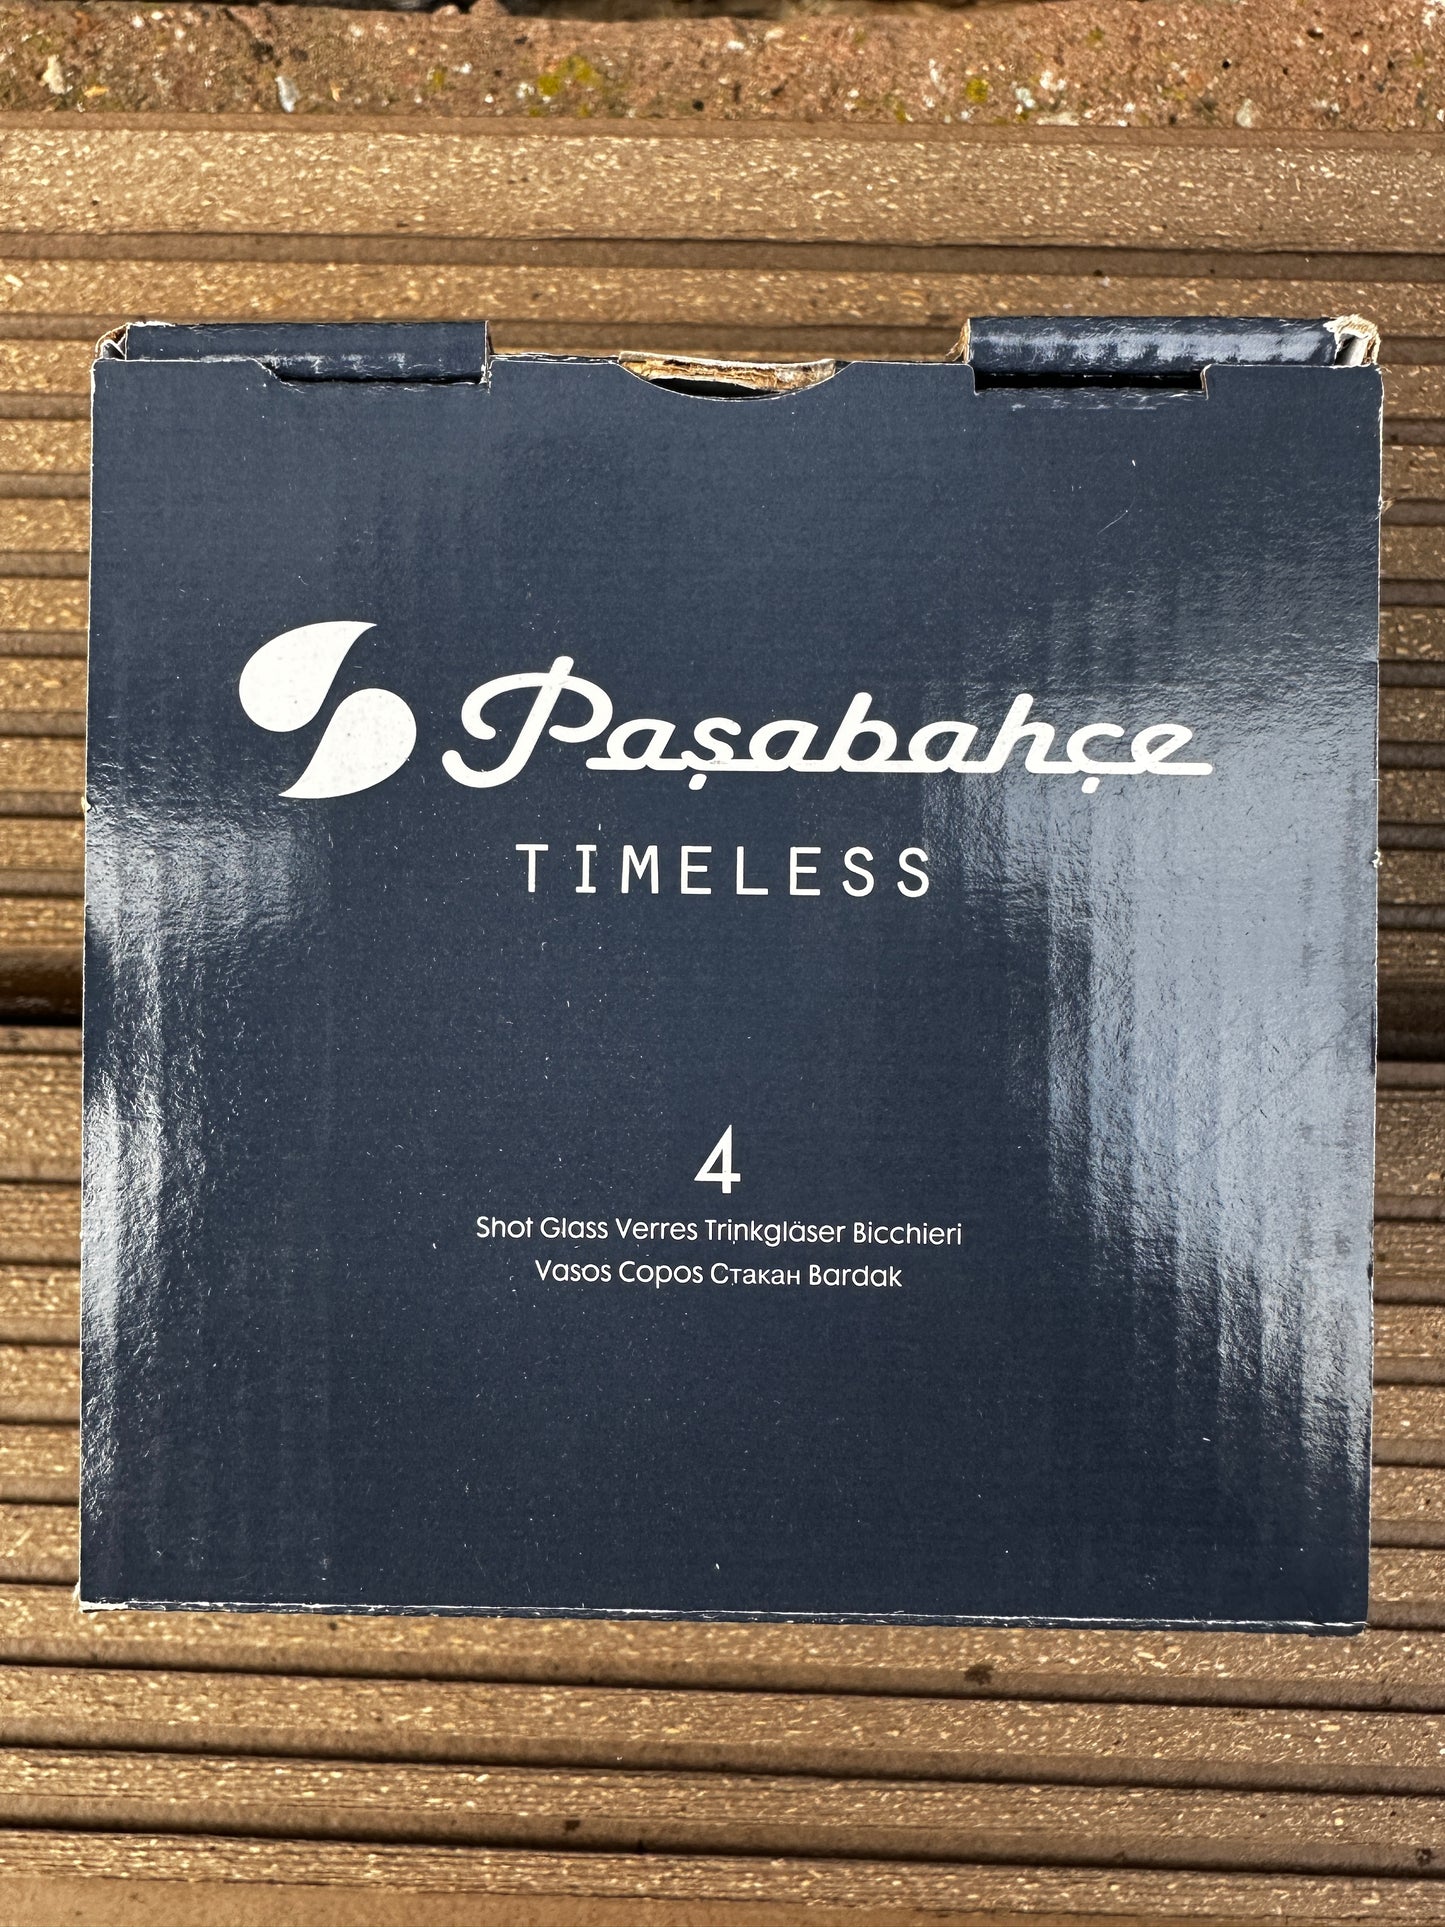 Paşabahçe
TIMELESS
4
Shot Glass Verres Trinkgläser Bicchieri
Vasos Copos Стакан Bardak